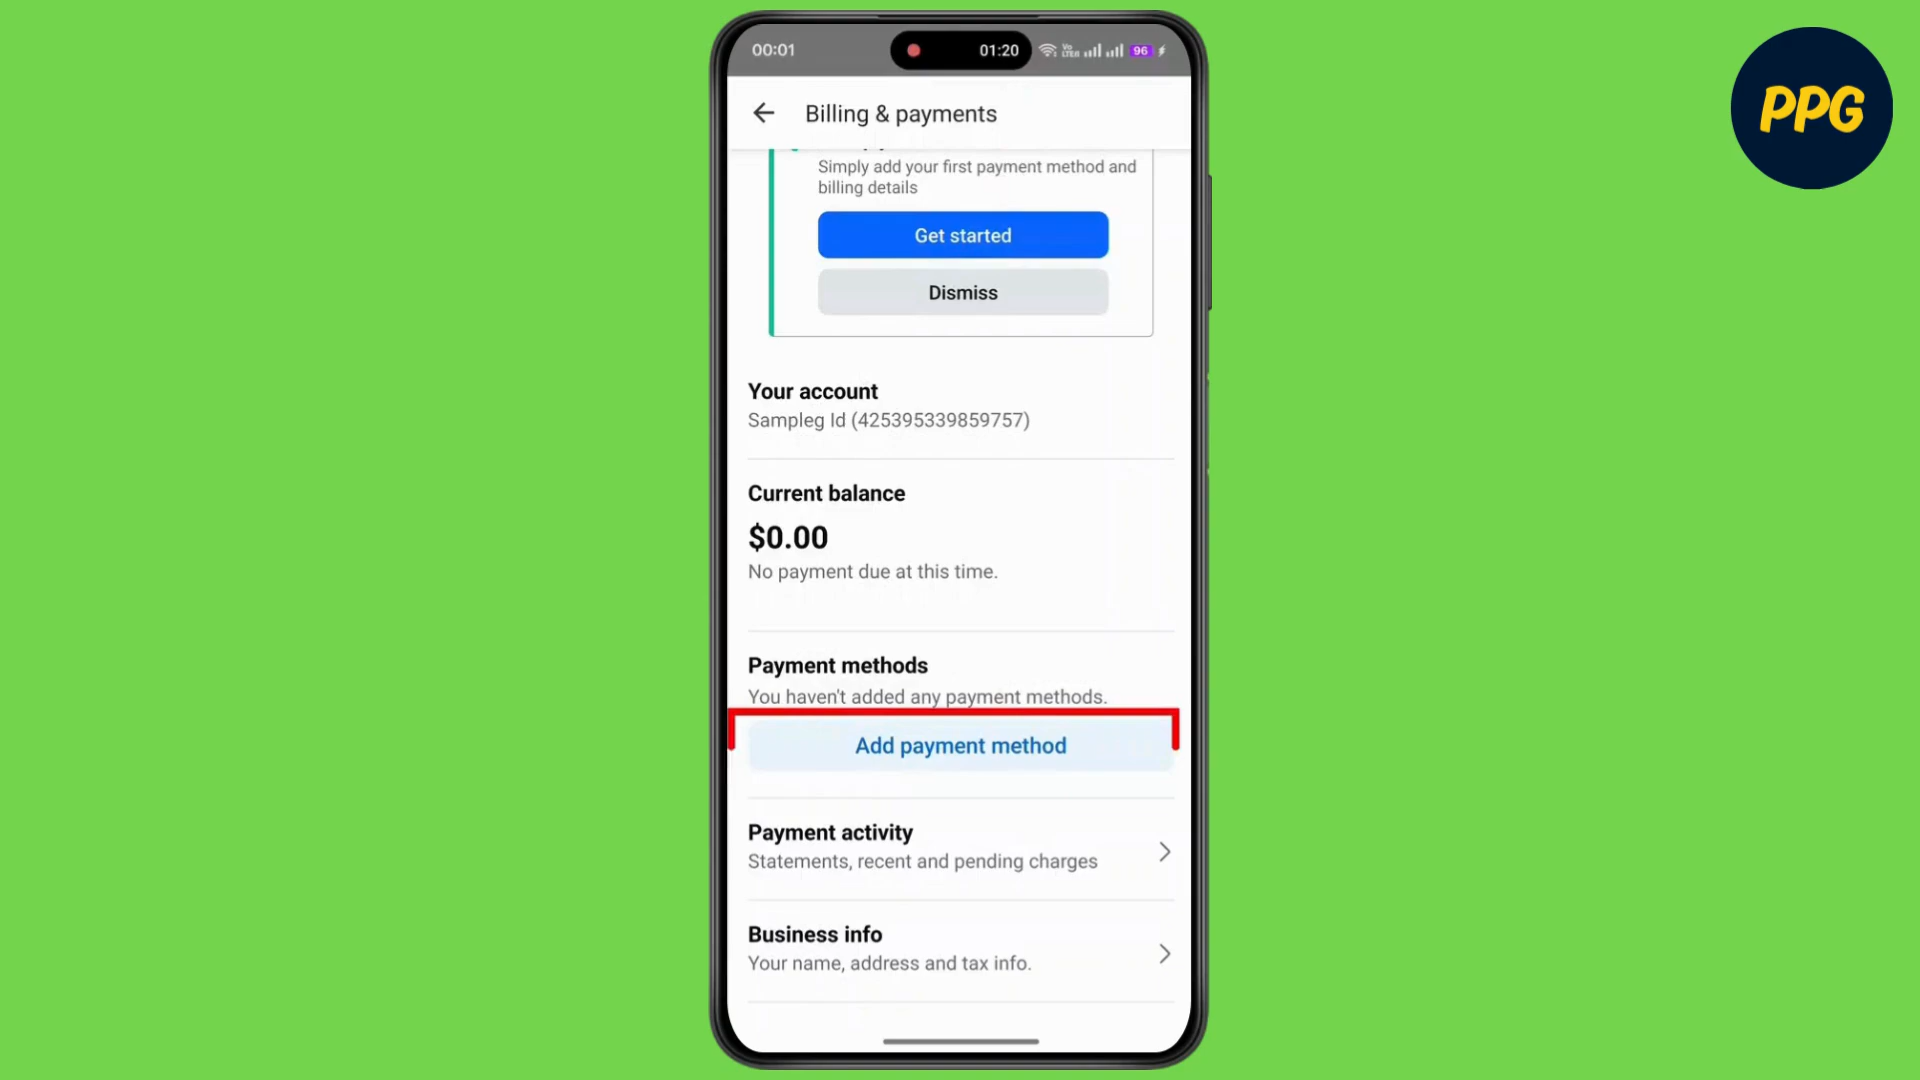 00:01
01:20
Vo
LTE
96
PPG
Billing & payments
Simply add your first payment method and
billing details
Get started
Dismiss
Your account
Sampleg Id (425395339859757)
Current balance
$0.00
No payment due at this time.
Payment methods
You haven't added any payment methods.
Add payment method
Payment activity
Statements, recent and pending charges
Business info
Your name, address and tax info.